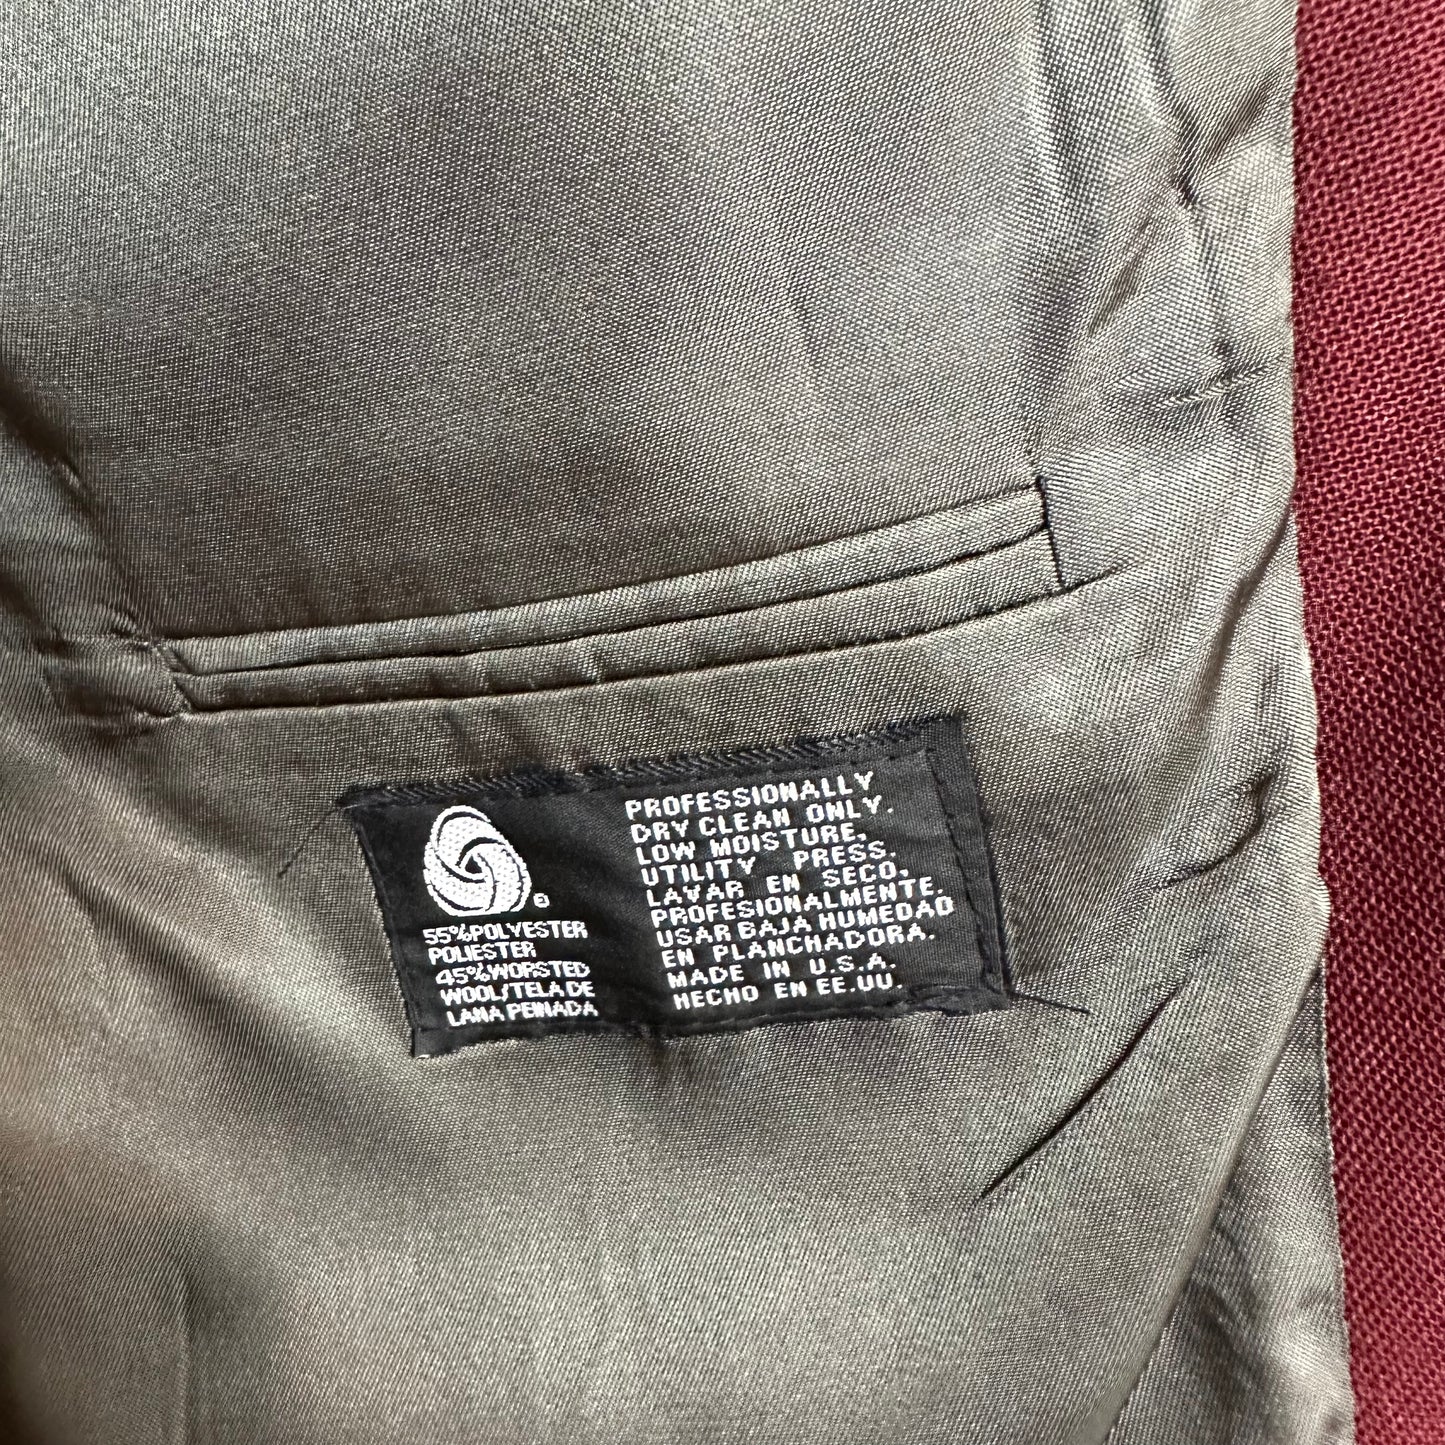 55%POLYESTER
POLIESTER
45%WORSTED
WOOL/TELA DE
LANA PEINADA
PROFESSIONALLY
DRY CLEAN ONLY.
LOW MOISTURE,
UTILITY PRESS.
LAVAR EN SECO,
PROFESIONALMENTE.
USAR BAJA HUMEDAD
EN PLANCHADORA.
MADE IN U.S.A.
HECHO EN EE.UU.